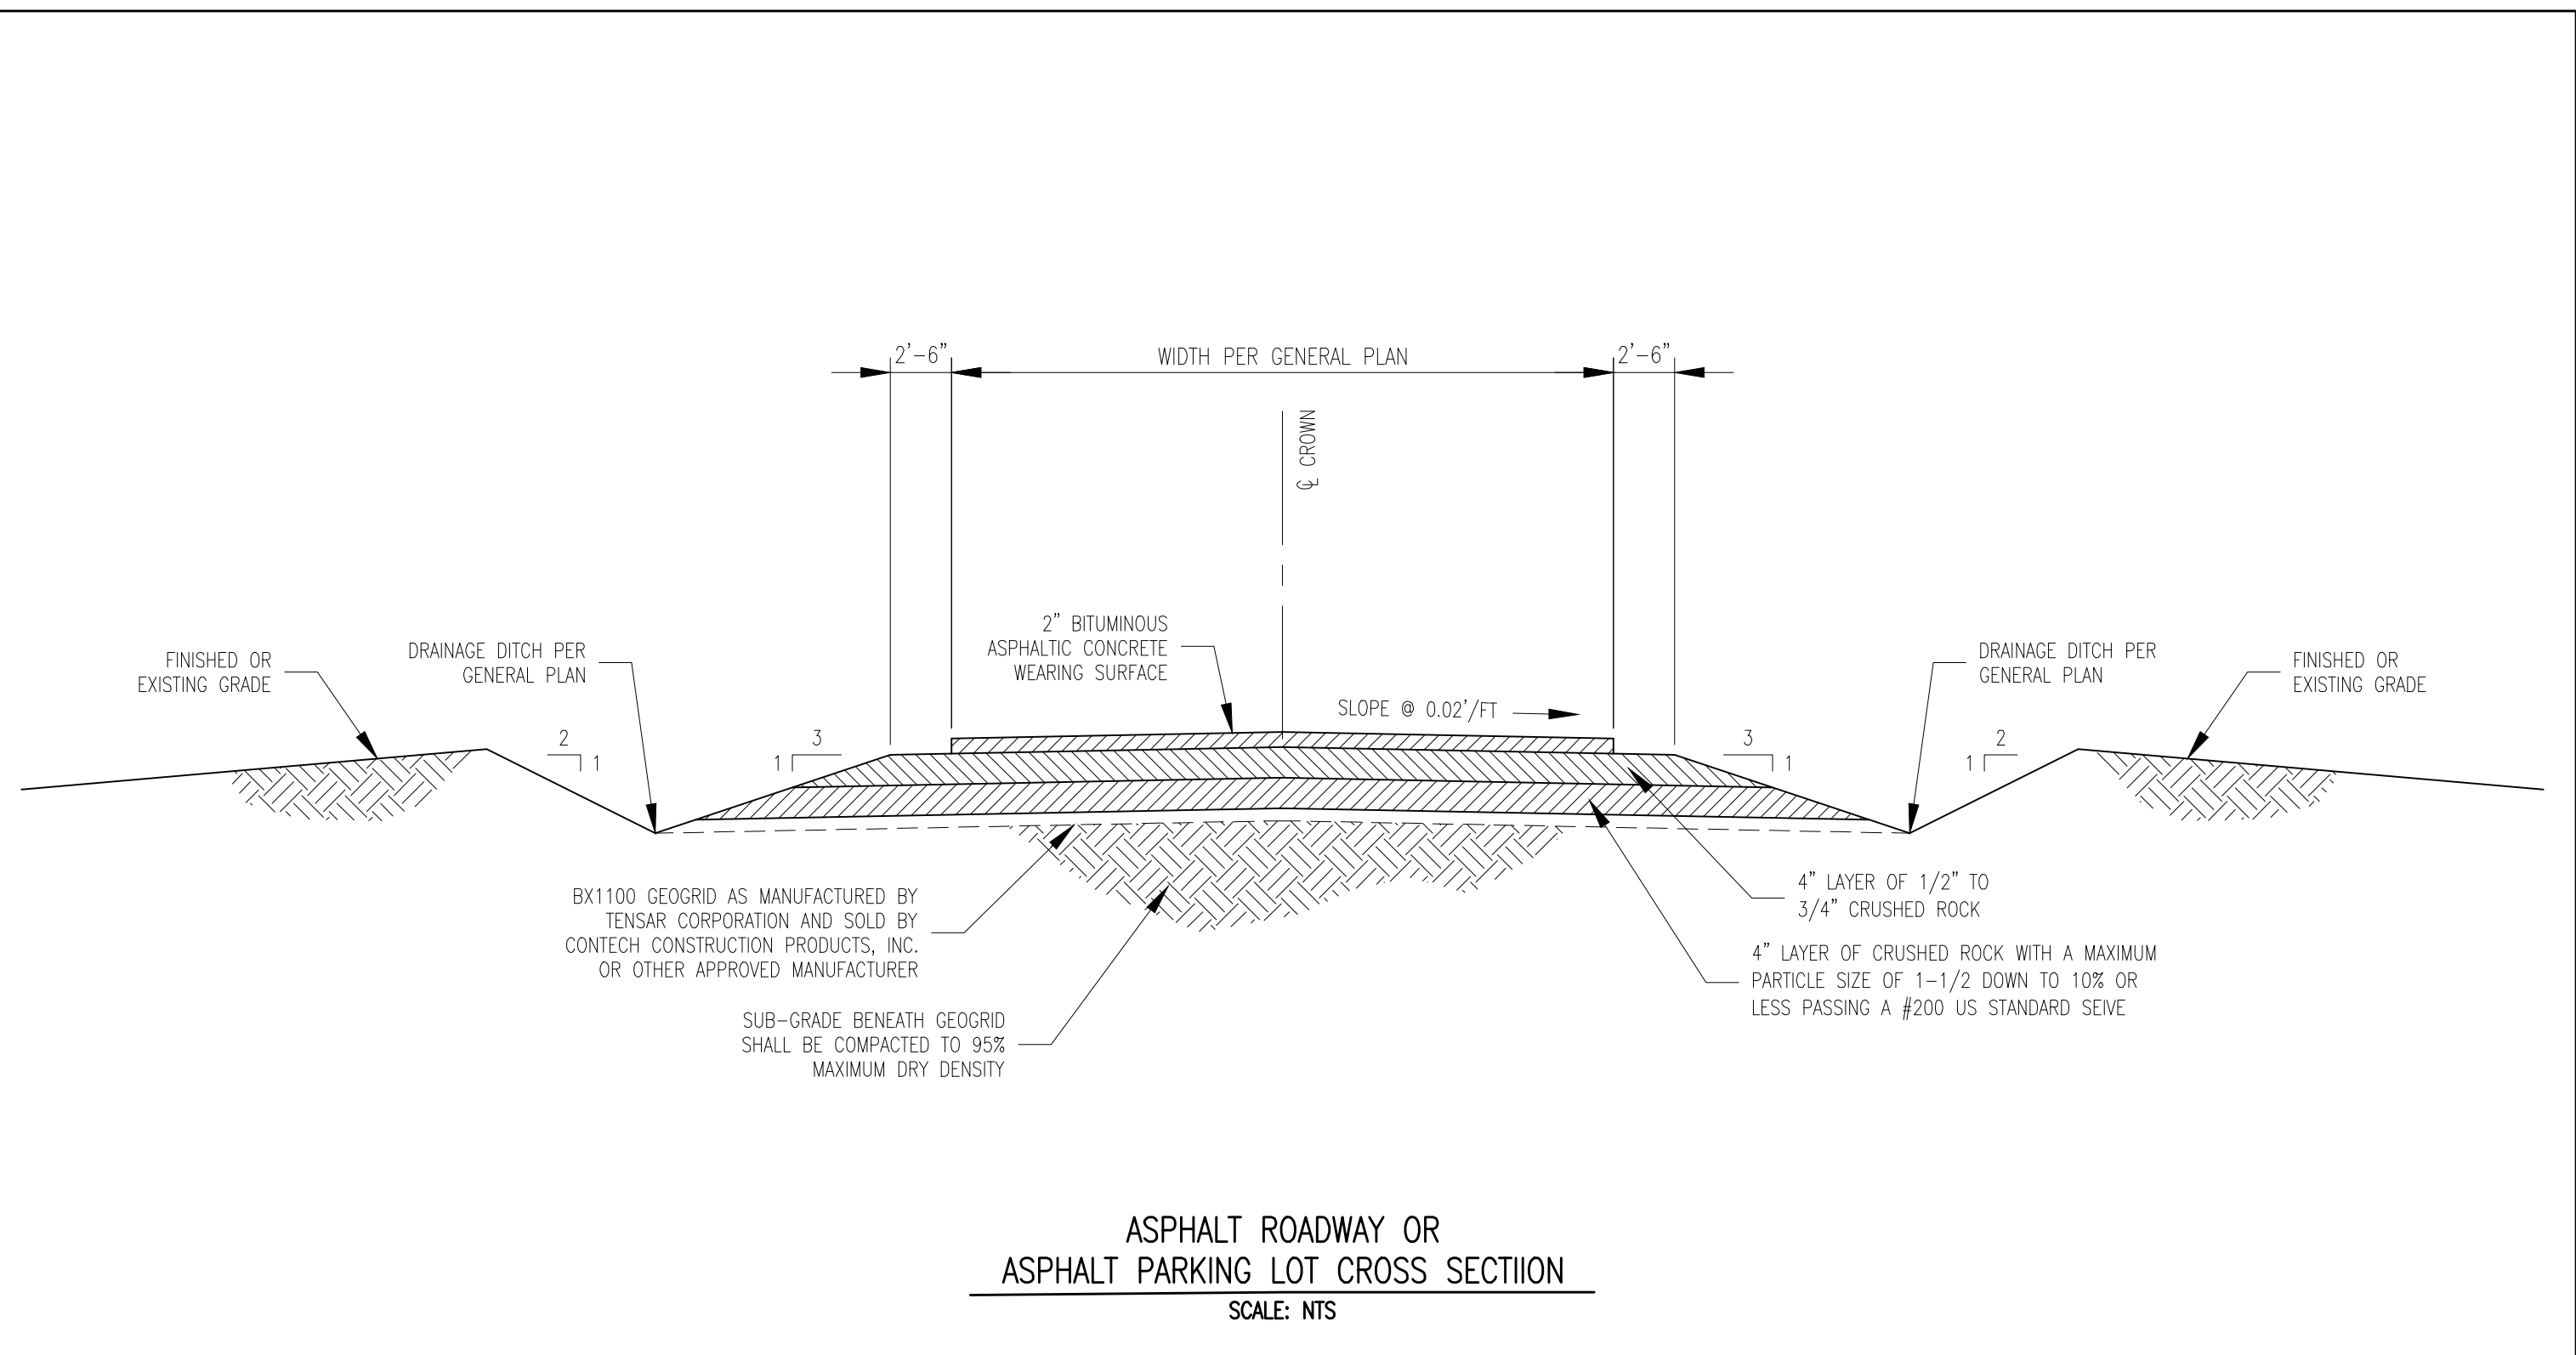 2'-6"
WIDTH PER GENERAL PLAN
2'-6"
℄ CROWN
2" BITUMINOUS
ASPHALTIC CONCRETE
WEARING SURFACE
SLOPE @ 0.02'/FT
FINISHED OR
EXISTING GRADE
DRAINAGE DITCH PER
GENERAL PLAN
DRAINAGE DITCH PER
GENERAL PLAN
FINISHED OR
EXISTING GRADE
2
1
3
1
3
1
2
1
BX1100 GEOGRID AS MANUFACTURED BY
TENSAR CORPORATION AND SOLD BY
CONTECH CONSTRUCTION PRODUCTS, INC.
OR OTHER APPROVED MANUFACTURER
SUB-GRADE BENEATH GEOGRID
SHALL BE COMPACTED TO 95%
MAXIMUM DRY DENSITY
4" LAYER OF 1/2" TO
3/4" CRUSHED ROCK
4" LAYER OF CRUSHED ROCK WITH A MAXIMUM
PARTICLE SIZE OF 1-1/2 DOWN TO 10% OR
LESS PASSING A #200 US STANDARD SEIVE
ASPHALT ROADWAY OR
ASPHALT PARKING LOT CROSS SECTIION
SCALE: NTS